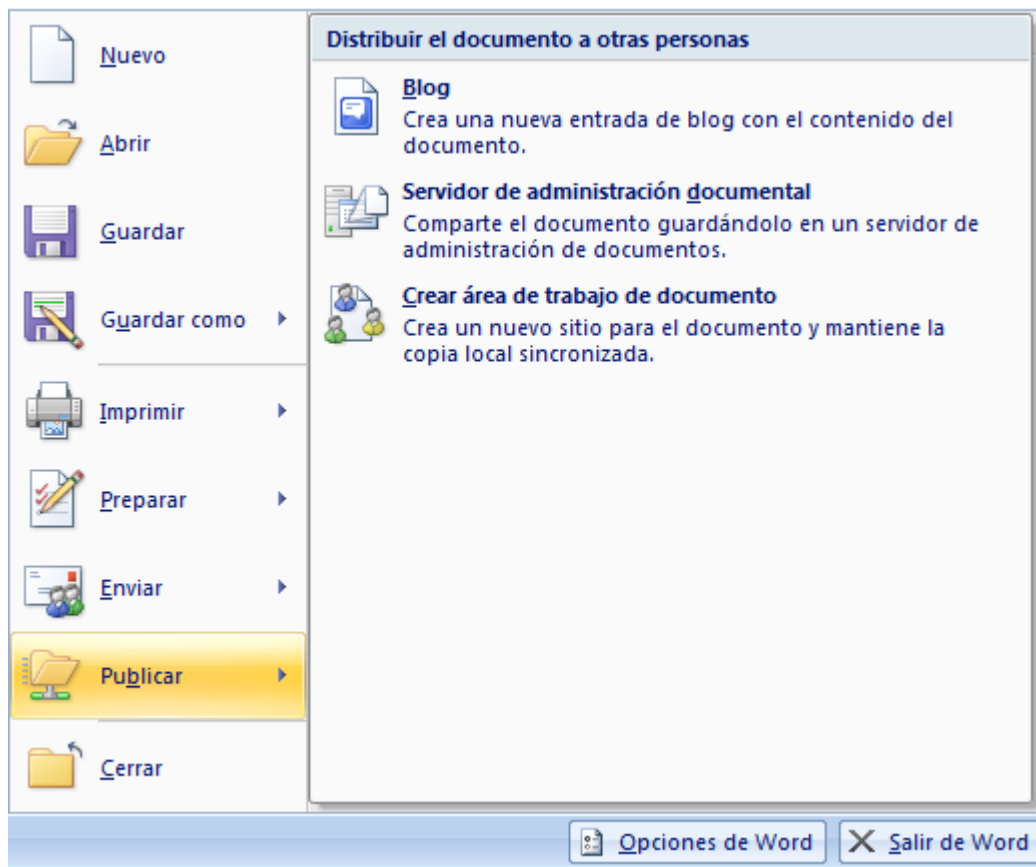 Nuevo
Abrir
Guardar
Guardar como
Imprimir
Preparar
Enviar
Publicar
Cerrar
Distribuir el documento a otras personas
Blog
Crea una nueva entrada de blog con el contenido del
documento.
Servidor de administración documental
Comparte el documento guardándolo en un servidor de
administración de documentos.
Crear área de trabajo de documento
Crea un nuevo sitio para el documento y mantiene la
copia local sincronizada.
Opciones de Word
Salir de Word